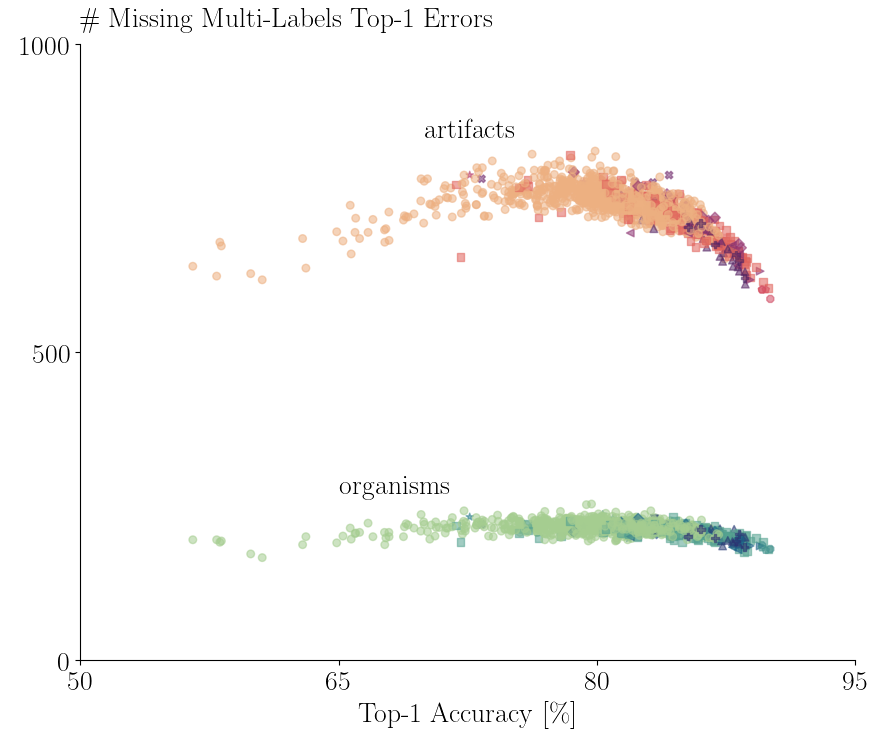 # Missing Multi-Labels Top-1 Errors
1000
artifacts
500
organisms
0
50 65 80 95
Top-1 Accuracy [%]